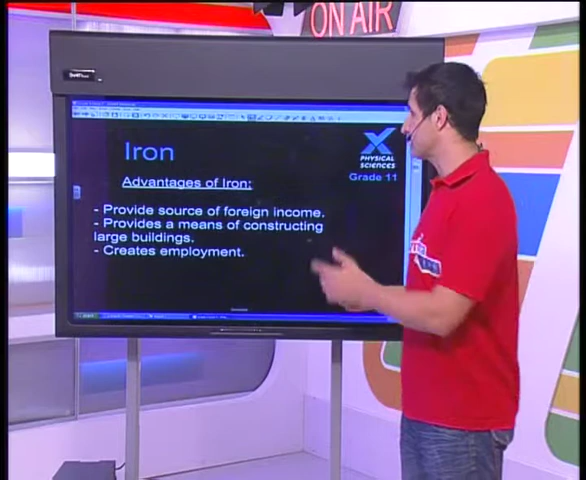 ON AIR
Iron
PHYSICAL
SCIENCES
Grade 11
Advantages of Iron:
- Provide source of foreign income.
- Provides a means of constructing
large buildings.
- Creates employment.